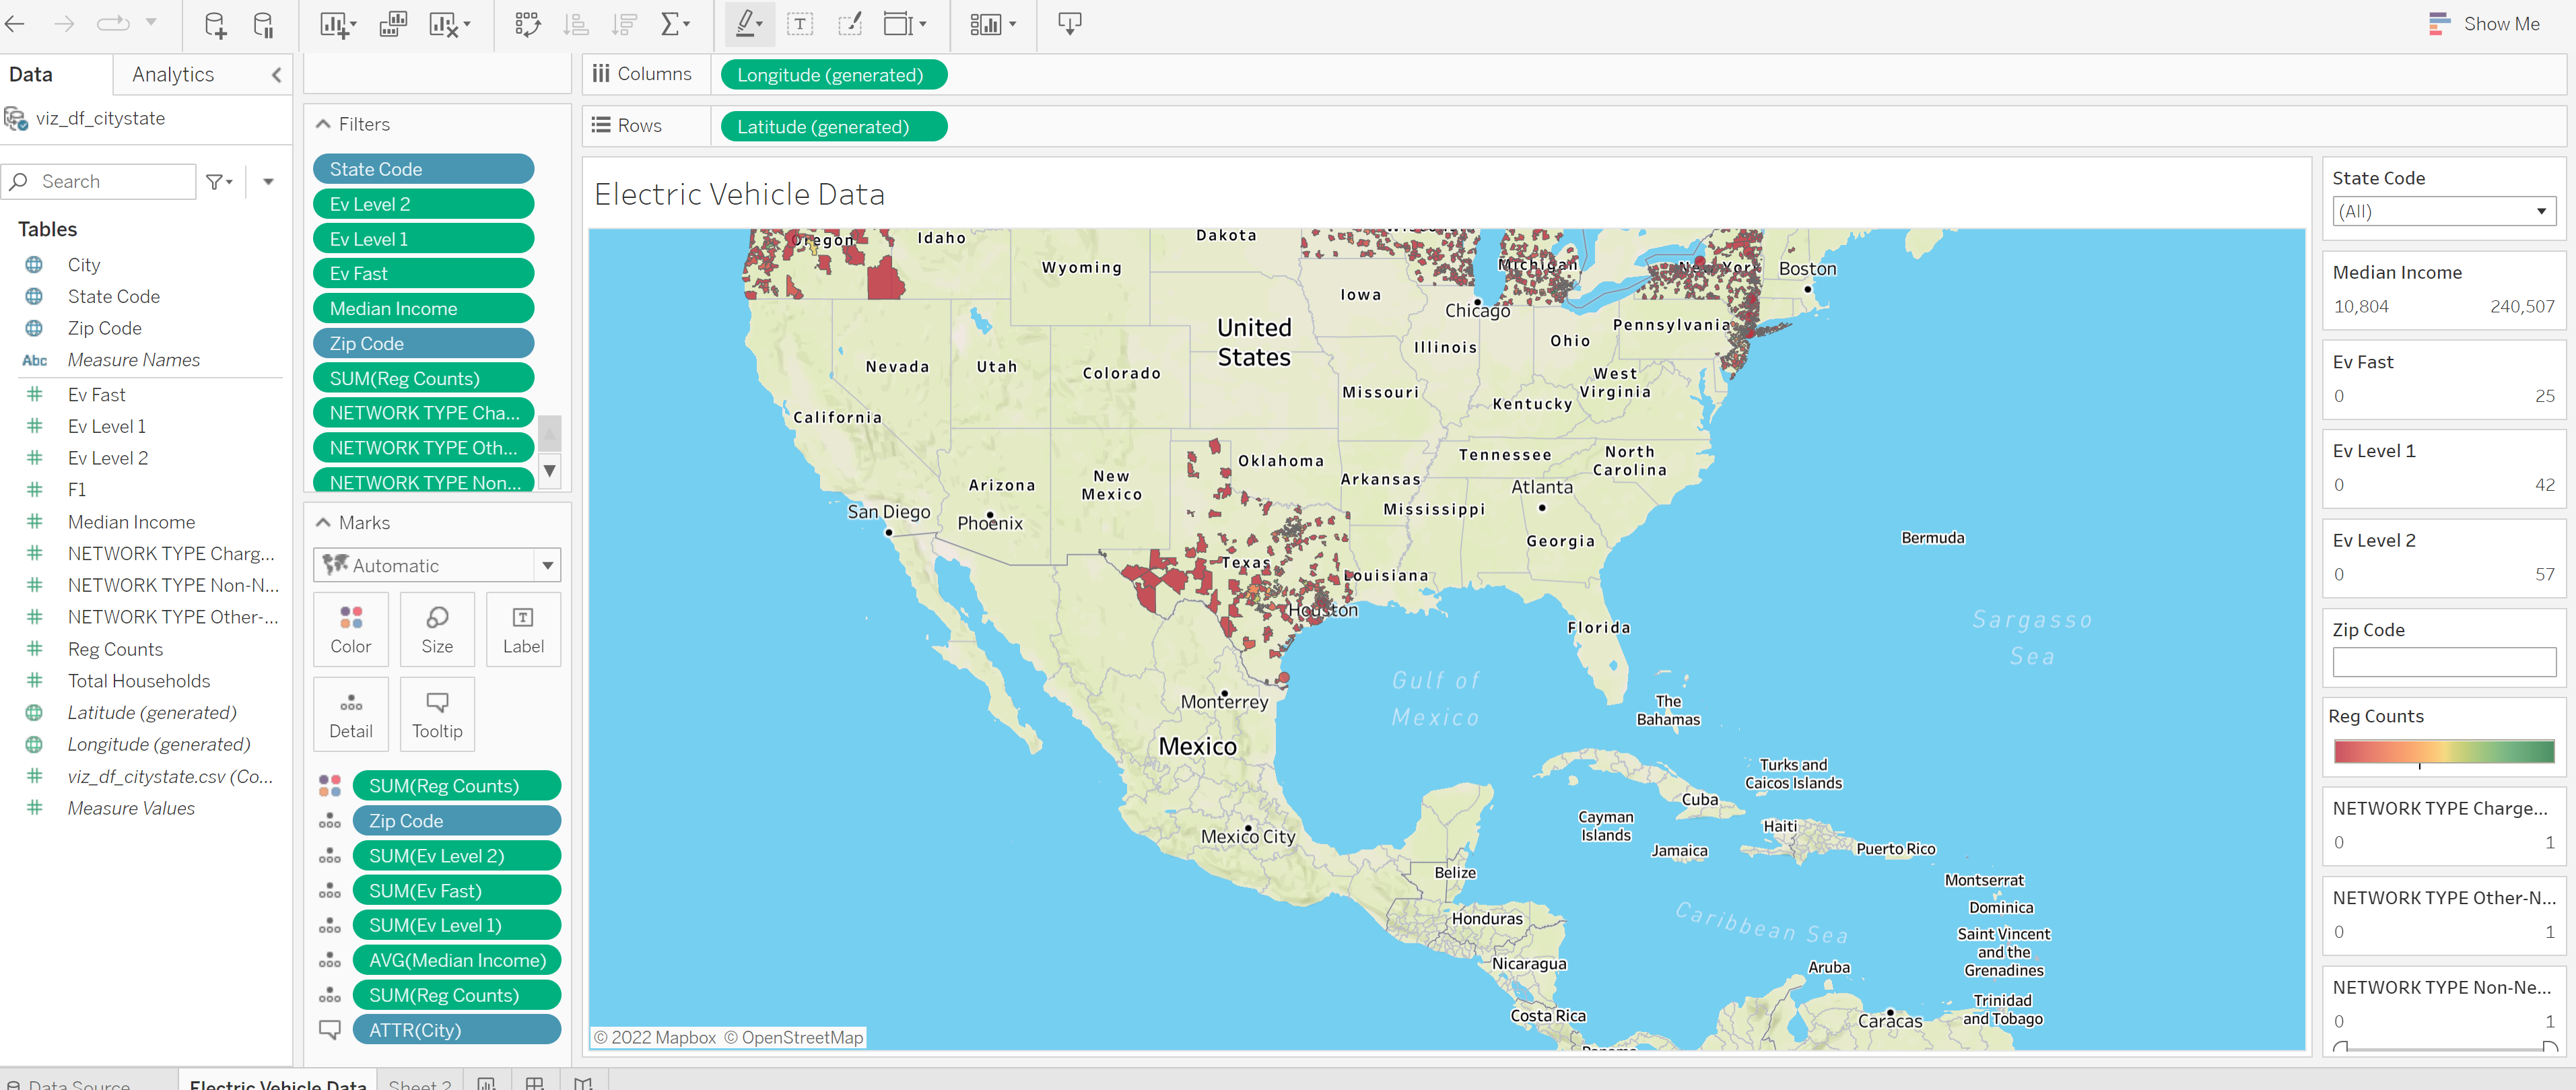 Show Me
Data
Analytics
viz_df_citystate
Search
Tables
City
State Code
Zip Code
Abc
Measure Names
Ev Fast
Ev Level 1
Ev Level 2
F1
Median Income
NETWORK TYPE Charg...
NETWORK TYPE Non-N...
NETWORK TYPE Other-...
Reg Counts
Total Households
Latitude (generated)
Longitude (generated)
viz_df_citystate.csv (Co...
Measure Values
Filters
State Code
Ev Level 2
Ev Level 1
Ev Fast
Median Income
Zip Code
SUM(Reg Counts)
NETWORK TYPE Cha...
NETWORK TYPE Oth...
NETWORK TYPE Non...
Marks
Automatic
Color
Size
T
Label
Detail
Tooltip
SUM(Reg Counts)
Zip Code
SUM(Ev Level 2)
SUM(Ev Fast)
SUM(Ev Level 1)
AVG(Median Income)
SUM(Reg Counts)
ATTR(City)
Columns
Longitude (generated)
Rows
Latitude (generated)
Electric Vehicle Data
Oregon
Idaho
Dakota
Wyoming
Michigan
New York
Boston
Iowa
Chicago
United
States
Pennsylvania
Nevada
Utah
Colorado
Illinois
Ohio
Missouri
West
Virginia
Kentucky
California
Oklahoma
Tennessee
North
Carolina
Arizona
New
Mexico
Arkansas
Atlanta
San Diego
Phoenix
Mississippi
Georgia
Bermuda
Texas
Louisiana
Houston
Florida
Sargasso
Sea
Gulf of
Mexico
Monterrey
The
Bahamas
Mexico
Turks and
Caicos Islands
Cuba
Cayman
Islands
Haiti
Mexico City
Jamaica
Puerto Rico
Belize
Montserrat
Dominica
Honduras
Caribbean Sea
Saint Vincent
and the
Grenadines
Nicaragua
Aruba
Costa Rica
Caracas
Trinidad
and Tobago
Panama
© 2022 Mapbox © OpenStreetMap
State Code
(All)
Median Income
10,804 240,507
Ev Fast
0 25
Ev Level 1
0 42
Ev Level 2
0 57
Zip Code
Reg Counts
NETWORK TYPE Charge...
0 1
NETWORK TYPE Other-N...
0 1
NETWORK TYPE Non-Ne...
0 1
Data Source
Electric Vehicle Data
Sheet 2